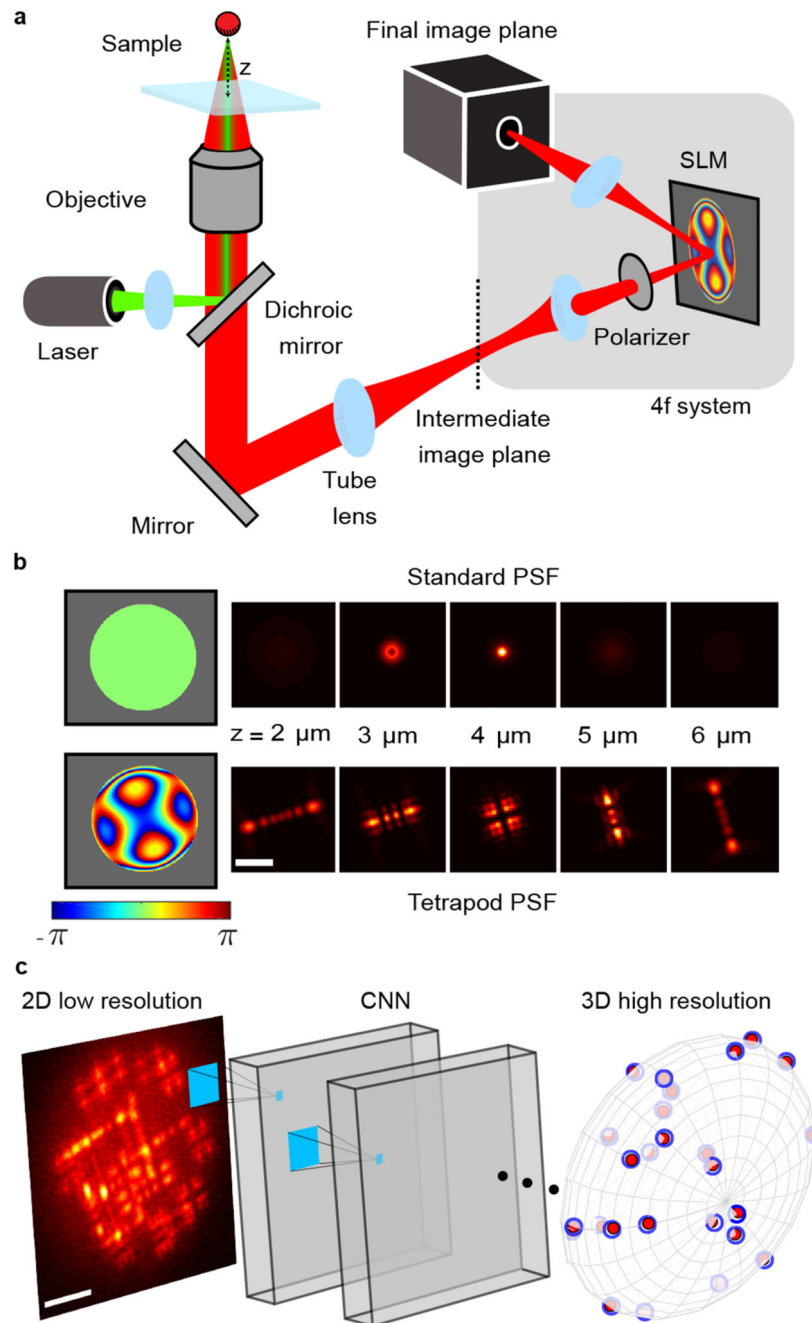 a
Sample
z
Final image plane
SLM
Objective
Laser
Dichroic
mirror
Polarizer
4f system
Intermediate
image plane
Tube
lens
Mirror
b
Standard PSF
z = 2 µm
3 µm
4 µm
5 µm
6 µm
-π
π
Tetrapod PSF
c
2D low resolution
CNN
3D high resolution